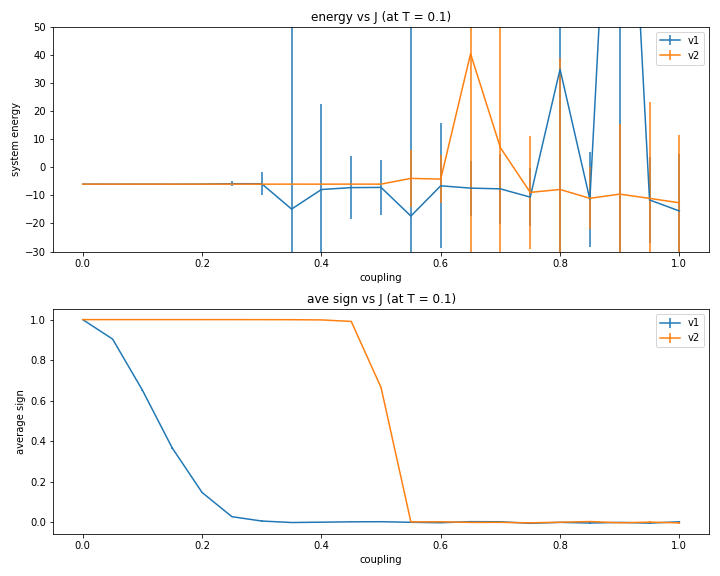 energy vs J (at T = 0.1)
system energy
50
40
30
20
10
0
−10
−20
−30
v1
v2
0.0 0.2 0.4 0.6 0.8 1.0
coupling
ave sign vs J (at T = 0.1)
average sign
1.0
0.8
0.6
0.4
0.2
0.0
v1
v2
0.0 0.2 0.4 0.6 0.8 1.0
coupling